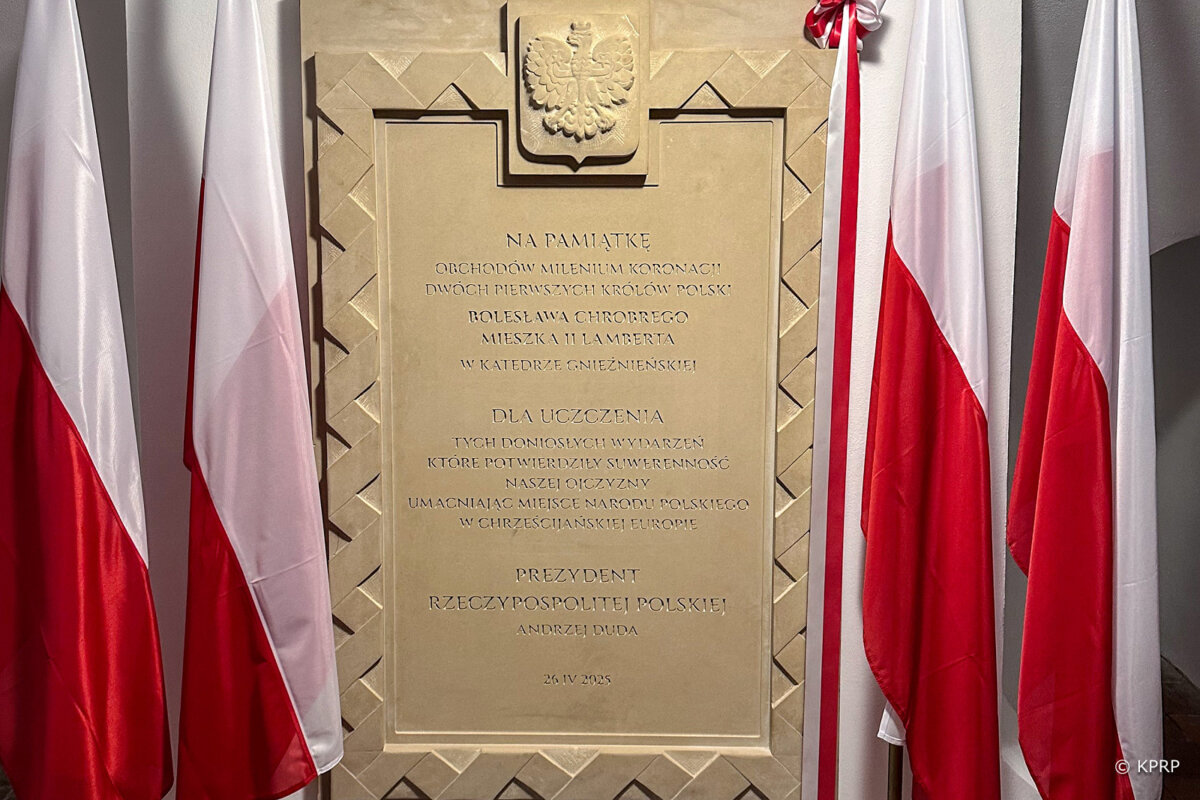 NA PAMIĄTKĘ
OBCHODÓW MILENIUM KORONACJI
DWÓCH PIERWSZYCH KRÓLÓW POLSKI
BOLESŁAWA CHROBREGO
MIESZKA II LAMBERTA
W KATEDRZE GNIEŹNIEŃSKIEJ
DLA UCZCZENIA
TYCH DONIOSŁYCH WYDARZEŃ
KTÓRE POTWIERDZIŁY SUWERENNOŚĆ
NASZEJ OJCZYZNY
UMACNIAJĄC MIEJSCE NARODU POLSKIEGO
W CHRZEŚCIJAŃSKIEJ EUROPIE
PREZYDENT
RZECZYPOSPOLITEJ POLSKIEJ
ANDRZEJ DUDA
26 IV 2025
© KPRP